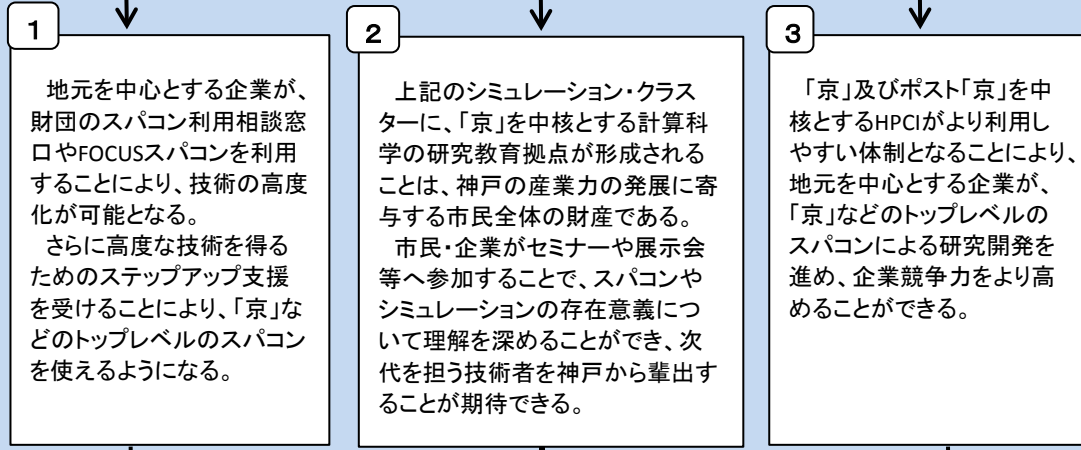 1
地元を中心とする企業が、
財団のスパコン利用相談窓
口やFOCUSスパコンを利用
することにより、技術の高度
化が可能となる。
さらに高度な技術を得る
ためのステップアップ支援
を受けることにより、「京」な
どのトップレベルのスパコン
を使えるようになる。
2
上記のシミュレーション・クラス
ターに、「京」を中核とする計算科
学の研究教育拠点が形成される
ことは、神戸の産業力の発展に寄
与する市民全体の財産である。
市民・企業がセミナーや展示会
等へ参加することで、スパコンや
シミュレーションの存在意義につ
いて理解を深めることができ、次
代を担う技術者を神戸から輩出す
ることが期待できる。
3
「京」及びポスト「京」を中
核とするHPCIがより利用し
やすい体制となることにより、
地元を中心とする企業が、
「京」などのトップレベルの
スパコンによる研究開発を
進め、企業競争力をより高
めることができる。